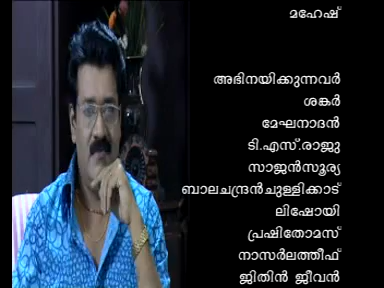 മഹേഷ്
അഭിനയിക്കുന്നവർ
ശങ്കർ
മേഘനാദൻ
ടി.എസ്.രാജു
സാജൻസൂര്യ
ബാലചന്ദ്രൻചുള്ളിക്കാട്
ലിഷോയി
പ്രഷിതോമസ്
നാസർലത്തീഫ്
ജിതിൻ ജീവൻ